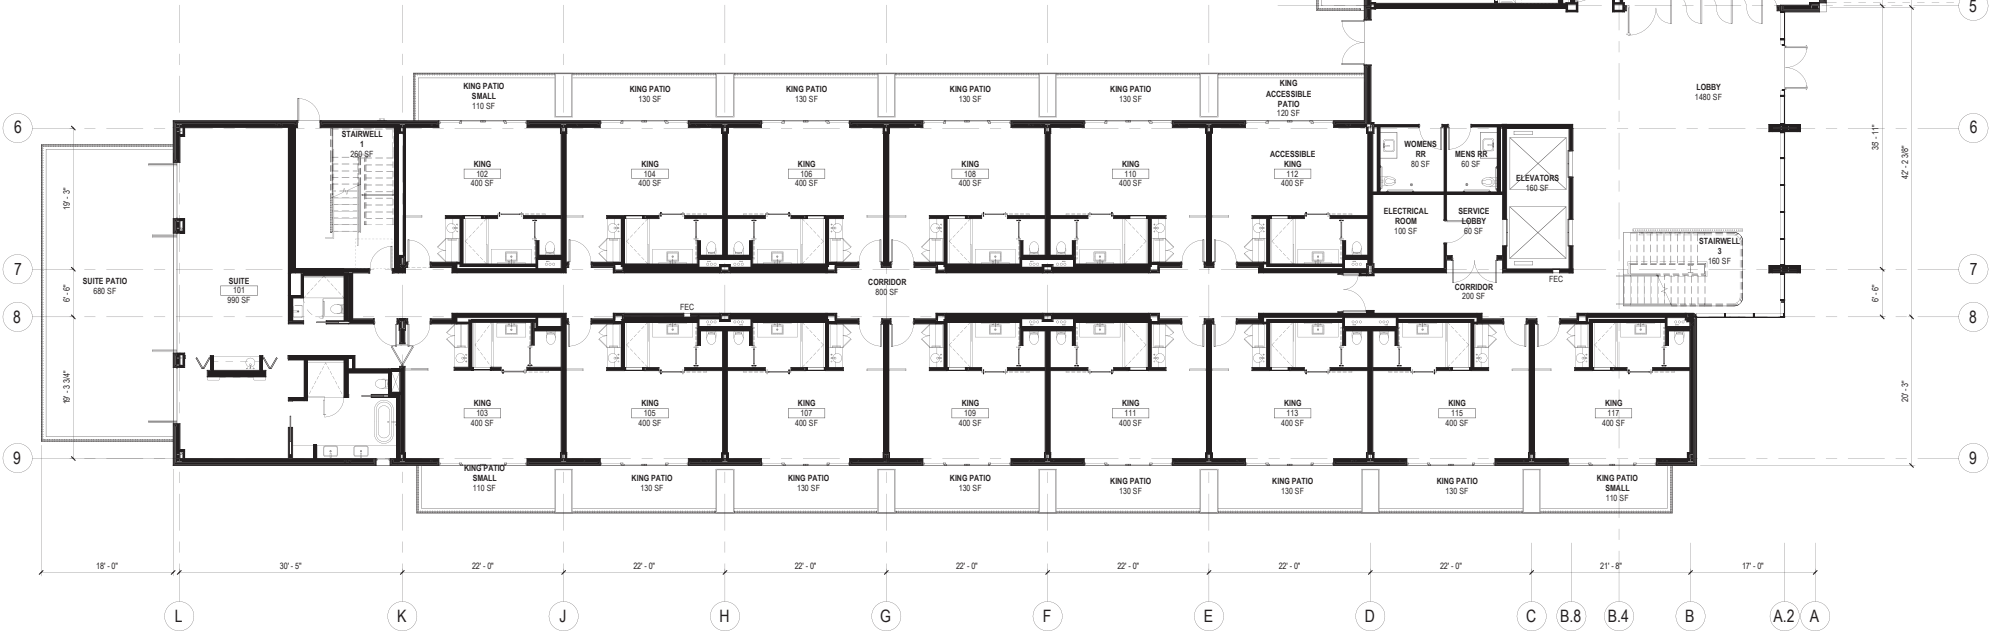 5
KING PATIO
SMALL
110 SF
KING PATIO
130 SF
KING PATIO
130 SF
KING PATIO
130 SF
KING PATIO
130 SF
KING
ACCESSIBLE
PATIO
120 SF
LOBBY
1480 SF
6
STAIRWELL
1
260 SF
KING
102
400 SF
KING
104
400 SF
KING
106
400 SF
KING
108
400 SF
KING
110
400 SF
ACCESSIBLE
KING
112
400 SF
WOMENS
RR
80 SF
MENS RR
60 SF
ELEVATORS
160 SF
6
19' - 3"
36' - 11"
42' - 2 3/8"
ELECTRICAL
ROOM
100 SF
SERVICE
LOBBY
60 SF
STAIRWELL
3
160 SF
7
SUITE PATIO
680 SF
SUITE
101
990 SF
CORRIDOR
800 SF
CORRIDOR
200 SF
FEC
7
6' - 6"
6' - 6"
FEC
8
8
19' - 3 3/4"
20' - 3"
KING
103
400 SF
KING
105
400 SF
KING
107
400 SF
KING
109
400 SF
KING
111
400 SF
KING
113
400 SF
KING
115
400 SF
KING
117
400 SF
9
9
KING PATIO
SMALL
110 SF
KING PATIO
130 SF
KING PATIO
130 SF
KING PATIO
130 SF
KING PATIO
130 SF
KING PATIO
130 SF
KING PATIO
130 SF
KING PATIO
SMALL
110 SF
18' - 0"
30' - 5"
22' - 0"
22' - 0"
22' - 0"
22' - 0"
22' - 0"
22' - 0"
22' - 0"
21' - 8"
17' - 0"
L
K
J
H
G
F
E
D
C
B.8
B.4
B
A.2
A